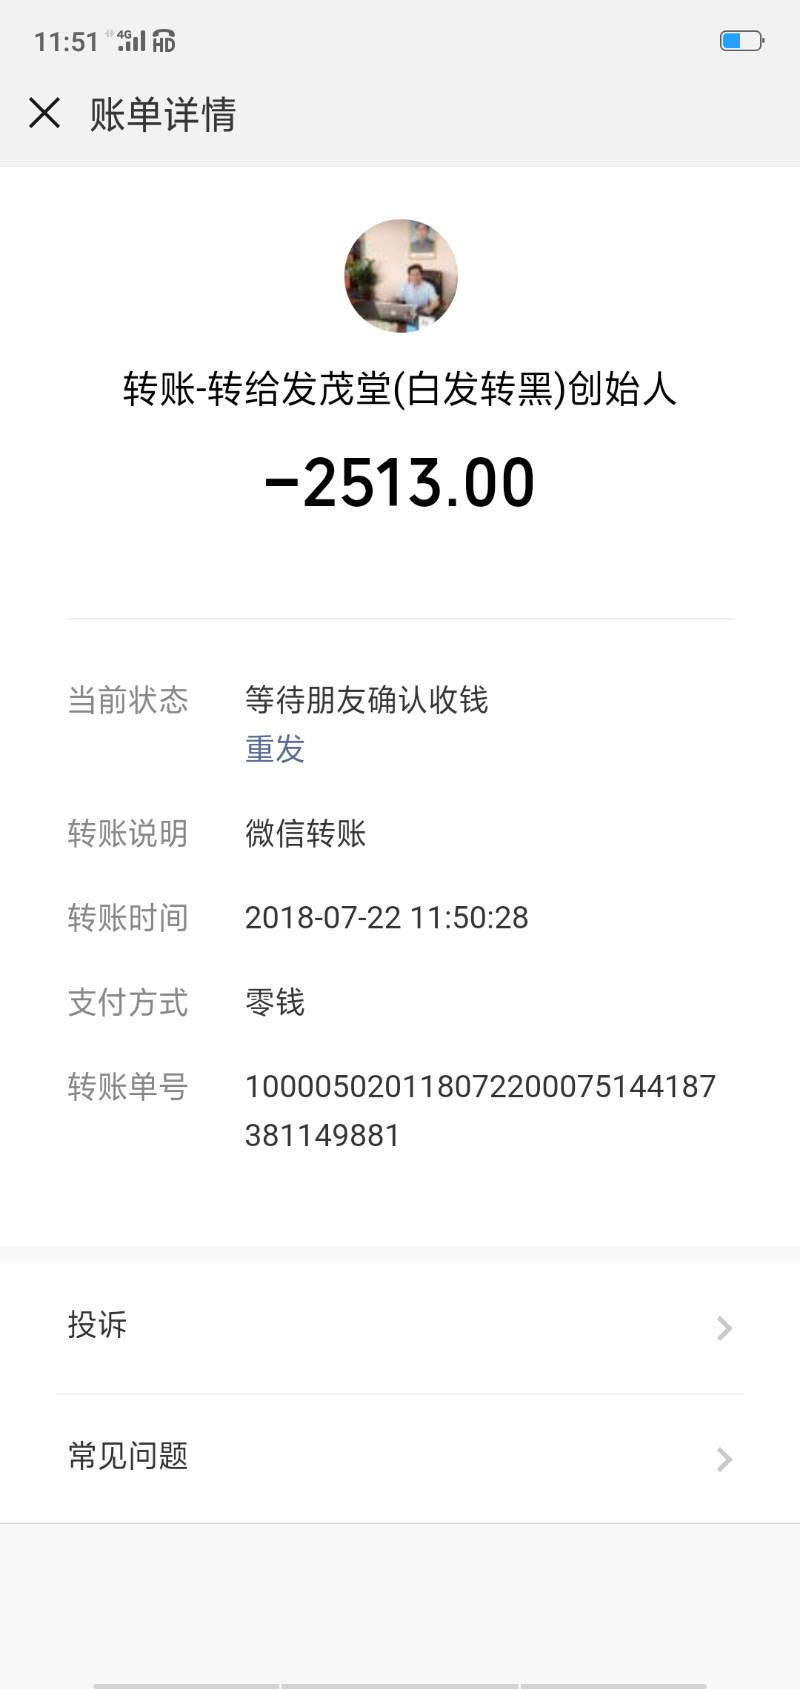 11:51 4G HD
账单详情
转账-转给发茂堂(白发转黑)创始人
-2513.00
当前状态 等待朋友确认收钱
重发
转账说明 微信转账
转账时间 2018-07-22 11:50:28
支付方式 零钱
转账单号 100005020118072200075144187
381149881
投诉
常见问题